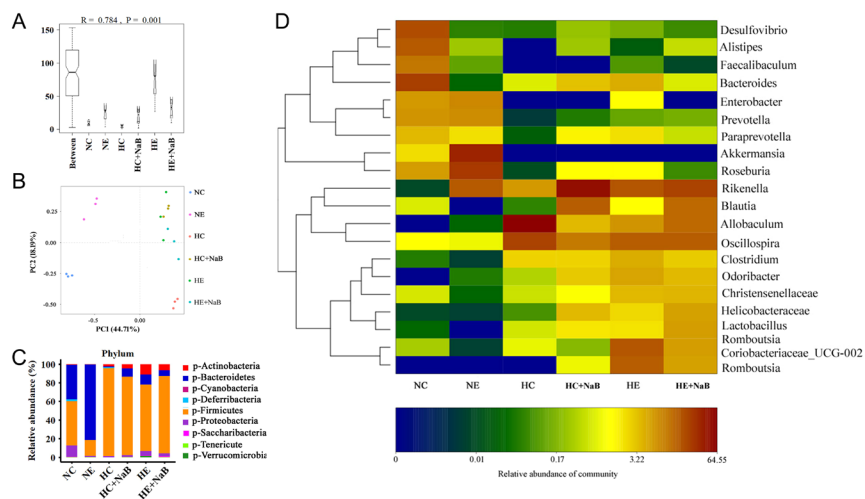 A
R = 0.784 , P = 0.001
150
100
50
0
Between
NC
NE
HC
HC+NaB
HE
HE+NaB
B
PC2 (18.19%)
0.25
0.00
-0.25
-0.50
-0.5
0.00
PC1 (44.71%)
NC
NE
HC
HC+NaB
HE
HE+NaB
C
Phylum
Relative abundance (%)
100
80
60
40
20
0
NC
NE
HC
HC+NaB
HE
HE+NaB
p-Actinobacteria
p-Bacteroidetes
p-Cyanobacteria
p-Deferribacteria
p-Firmicutes
p-Proteobacteria
p-Saccharibacteria
p-Tenericute
p-Verrucomicrobia
D
Desulfovibrio
Alistipes
Faecalibaculum
Bacteroides
Enterobacter
Prevotella
Paraprevotella
Akkermansia
Roseburia
Rikenella
Blautia
Allobaculum
Oscillospira
Clostridium
Odoribacter
Christensenellaceae
Helicobacteraceae
Lactobacillus
Romboutsia
Coriobacteriaceae_UCG-002
Romboutsia
NC NE HC HC+NaB HE HE+NaB
0 0.01 0.17 3.22 64.55
Relative abundance of community